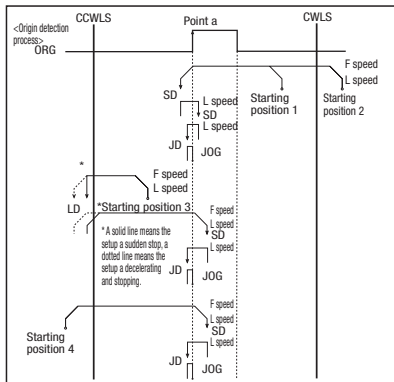 CCWLS
Point a
CWLS
<Origin detection
process>
ORG
F speed
L speed
SD
L speed
SD
L speed
Starting
position 1
Starting
position 2
JD
JOG
*
F speed
L speed
LD
*Starting position 3
F speed
L speed
SD
* A solid line means the
setup a sudden stop, a
dotted line means the
setup a decelerating
and stopping.
L speed
JD
JOG
F speed
L speed
SD
Starting
position 4
L speed
JD
JOG